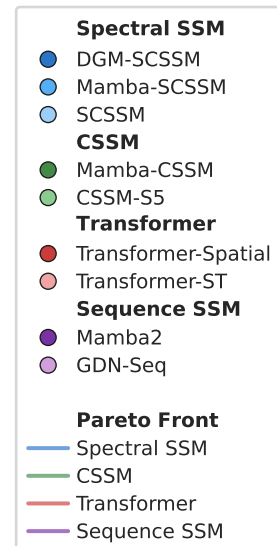 Spectral SSM
DGM-SCSSM
Mamba-SCSSM
SCSSM
CSSM
Mamba-CSSM
CSSM-S5
Transformer
Transformer-Spatial
Transformer-ST
Sequence SSM
Mamba2
GDN-Seq
Pareto Front
Spectral SSM
CSSM
Transformer
Sequence SSM